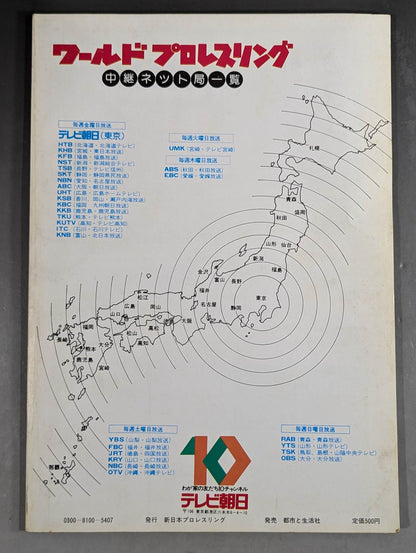 ワールド プロレスリング
中継ネット局一覧
毎週金曜日放送
テレビ朝日(東京)
HTB(北海道・北海道テレビ)
KHB(宮城・東日本放送)
KFB(福島・福島放送)
NST(新潟・新潟総合テレビ)
TSB(長野・テレビ信州)
SKT(静岡・静岡県民放送)
NBN(愛知・名古屋放送)
ABC(大阪・朝日放送)
UHT(広島・広島ホームテレビ)
KSB(香川、岡山・瀬戸内海放送)
KBC(福岡・九州朝日放送)
KKB(鹿児島・鹿児島放送)
TKU(熊本・テレビ熊本)
KUTV(高知・テレビ高知)
ITC(石川・石川テレビ)
KNB(富山・北日本放送)
毎週火曜日放送
UMK(宮崎・テレビ宮崎)
毎週木曜日放送
ABS(秋田・秋田放送)
EBC(愛媛・愛媛放送)
札幌
青森
盛岡
秋田
山形 仙台
新潟
福島
金沢
富山
長野
福井
東京
名古屋
静岡
松江
広島
岡山
山口
大阪
福岡
松山
高松
高知
長崎
熊本
大分
鹿児島
宮崎
那覇
毎週土曜日放送
YBS(山梨・山梨放送)
FBC(福井・福井放送)
JRT(徳島・四国放送)
KRY(山口・山口放送)
NBC(長崎・長崎放送)
OTV(沖縄・沖縄テレビ)
10
わが家の友だち10チャンネル
テレビ朝日
〒106 東京都港区六本木6-4-10
毎週日曜日放送
RAB(青森・青森放送)
YTS(山形・山形テレビ)
TSK(鳥取、島根・山陰中央テレビ)
OBS(大分・大分放送)
0300-8100-5407
発行 新日本プロレスリング
発売 都市と生活社
定価500円